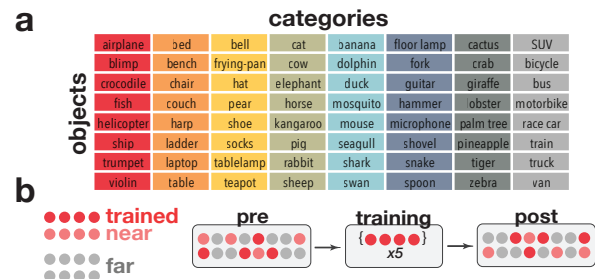 a
categories
objects
airplane bed bell cat banana floor lamp cactus SUV
blimp bench frying-pan cow dolphin fork crab bicycle
crocodile chair hat elephant duck guitar giraffe bus
fish couch pear horse mosquito hammer lobster motorbike
helicopter harp shoe kangaroo mouse microphone palm tree race car
ship ladder socks pig seagull shovel pineapple train
trumpet laptop tablelamp rabbit shark snake tiger truck
violin table teapot sheep swan spoon zebra van
b
trained
near
far
pre training post
{ }
x5